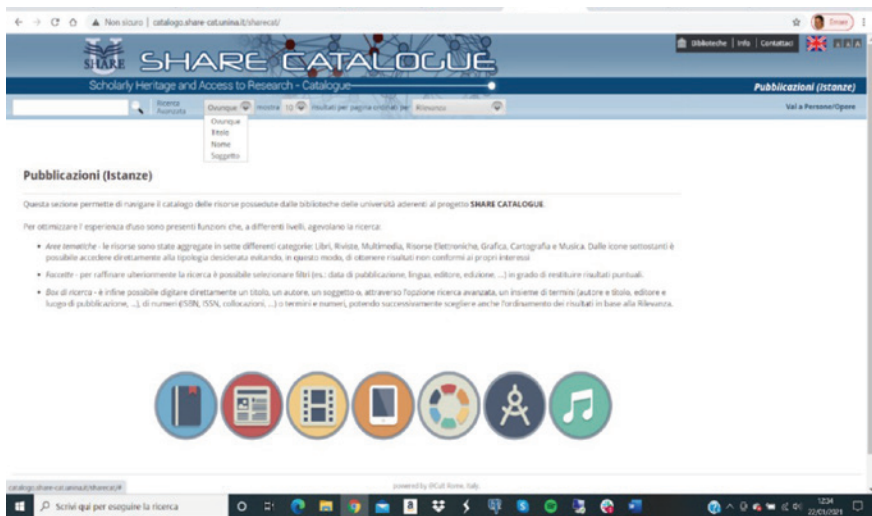 Non sicuro | catalogo.share-cat.unina.it/sharecat/
Errore
Biblioteche | Info | Contattaci
SHARE
SHARE CATALOGUE
Scholarly Heritage and Access to Research - Catalogue
Pubblicazioni (Istanze)
Ricerca Avanzata
Ovunque mostra 10 risultati per pagina ordinati per Rilevanza
Vai a Persone/Opere
Ovunque
Titolo
Nome
Soggetto
Pubblicazioni (Istanze)
Questa sezione permette di navigare il catalogo delle risorse possedute dalle biblioteche delle università aderenti al progetto SHARE CATALOGUE.
Per ottimizzare l' esperienza d'uso sono presenti funzioni che, a differenti livelli, agevolano la ricerca:
• Aree tematiche - le risorse sono state aggregate in sette differenti categorie: Libri, Riviste, Multimedia, Risorse Elettroniche, Grafica, Cartografia e Musica. Dalle icone sottostanti è
possibile accedere direttamente alla tipologia desiderata evitando, in questo modo, di ottenere risultati non conformi ai propri interessi
• Faccette - per raffinare ulteriormente la ricerca è possibile selezionare filtri (es.: data di pubblicazione, lingua, editore, edizione, ...) in grado di restituire risultati puntuali.
• Box di ricerca - è infine possibile digitare direttamente un titolo, un autore, un soggetto o, attraverso l'opzione ricerca avanzata, un insieme di termini (autore e titolo, editore e
luogo di pubblicazione, ...), di numeri (ISBN, ISSN, collocazioni, ...) o termini e numeri, potendo successivamente scegliere anche l'ordinamento dei risultati in base alla Rilevanza.
catalogo.share-cat.unina.it/sharecat/#
powered by @Cult Rome, Italy.
Scrivi qui per eseguire la ricerca
12:34
22/01/2021